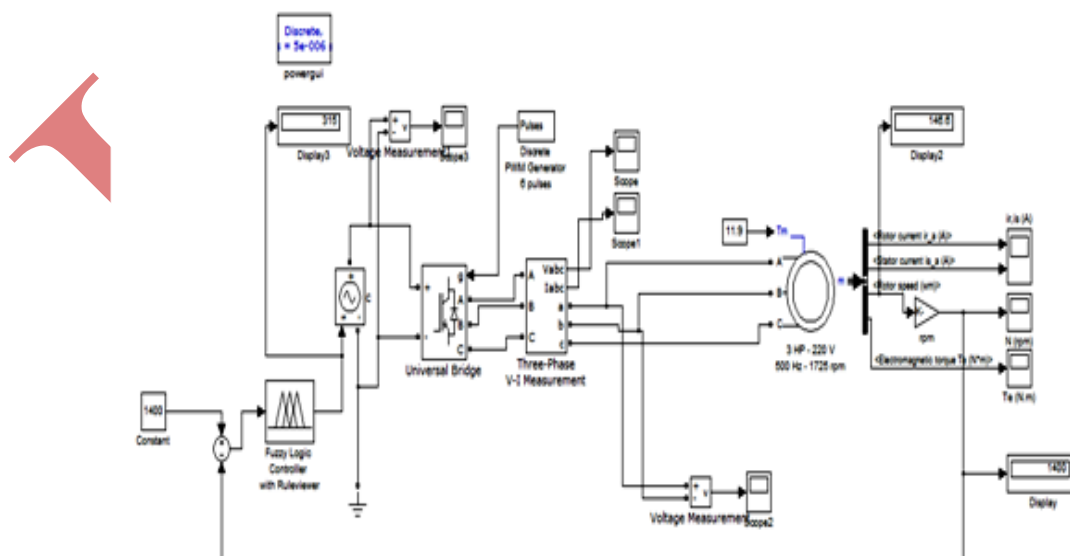 Discrete,
= 5e-006
powergui
315
Display3
+
-
v
Voltage Measurement1
Scope3
Pulses
Discrete
PWM Generator
6 pulses
Scope
Scope1
146.6
Display2
11.9
Tm
ir,is (A)
<Rotor current ir_a (A)>
<Stator current is_a (A)>
<Rotor speed (wm)>
m
rpm
N (rpm)
<Electromagnetic torque Te (N*m)>
Te (N.m)
A
B
C
3 HP - 220 V
500 Hz - 1725 rpm
+
-
g
A
B
C
Universal Bridge
A
B
C
Vabc
Iabc
a
b
c
Three-Phase
V-I Measurement
1400
Constant
Fuzzy Logic
Controller
with Ruleviewer
+
-
v
Voltage Measurement
Scope2
1400
Display